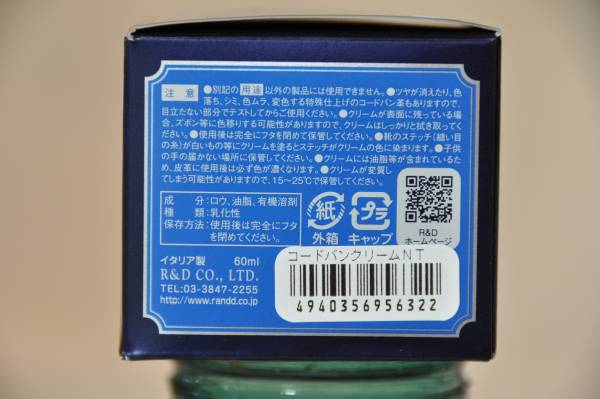 注意 ●別記の 用途 以外の製品には使用できません。●ツヤが消えたり、色
落ち、シミ、色ムラ、変色する特殊仕上げのコードバン革もありますので、
目立たない部分でテストしてからご使用ください。●クリームが表面に残っている場
合、ズボン等に色移りする可能性がありますので、クリームはしっかりと拭き取ってく
ださい。●使用後は完全にフタを閉めて保管してください。●靴のステッチ(縫い目
の糸)が白いもの等にクリームを塗るとステッチがクリームの色に染まります。●子供
の手の届かない場所に保管してください。●クリームには油脂等が含まれているた
め、皮革に使用後は必ず色が濃くなります。●クリームが変質し
てしまう可能性がありますので、15〜25℃で保管してください。
成分:ロウ、油脂、有機溶剤
種類:乳化性
保存方法:使用後は完全にフタ
を閉めてください。
紙
外箱
プラ
キャップ
R&D
ホームページ
イタリア製 60ml
R&D CO., LTD.
TEL:03-3847-2255
http://www.randd.co.jp
コードバンクリームNT
4940356956322